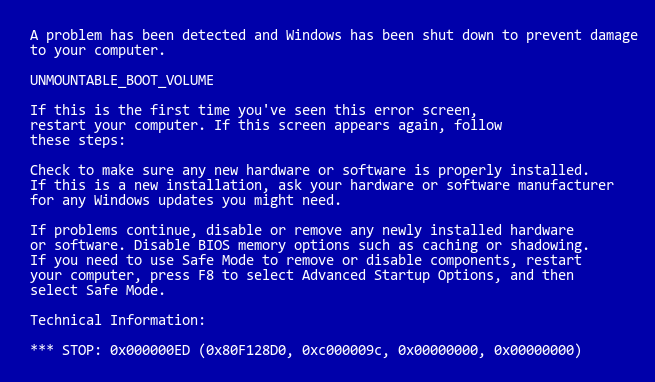 A problem has been detected and Windows has been shut down to prevent damage
to your computer.
UNMOUNTABLE_BOOT_VOLUME
If this is the first time you've seen this error screen,
restart your computer. If this screen appears again, follow
these steps:
Check to make sure any new hardware or software is properly installed.
If this is a new installation, ask your hardware or software manufacturer
for any Windows updates you might need.
If problems continue, disable or remove any newly installed hardware
or software. Disable BIOS memory options such as caching or shadowing.
If you need to use Safe Mode to remove or disable components, restart
your computer, press F8 to select Advanced Startup Options, and then
select Safe Mode.
Technical Information:
*** STOP: 0x000000ED (0x80F128D0, 0xc000009c, 0x00000000, 0x00000000)